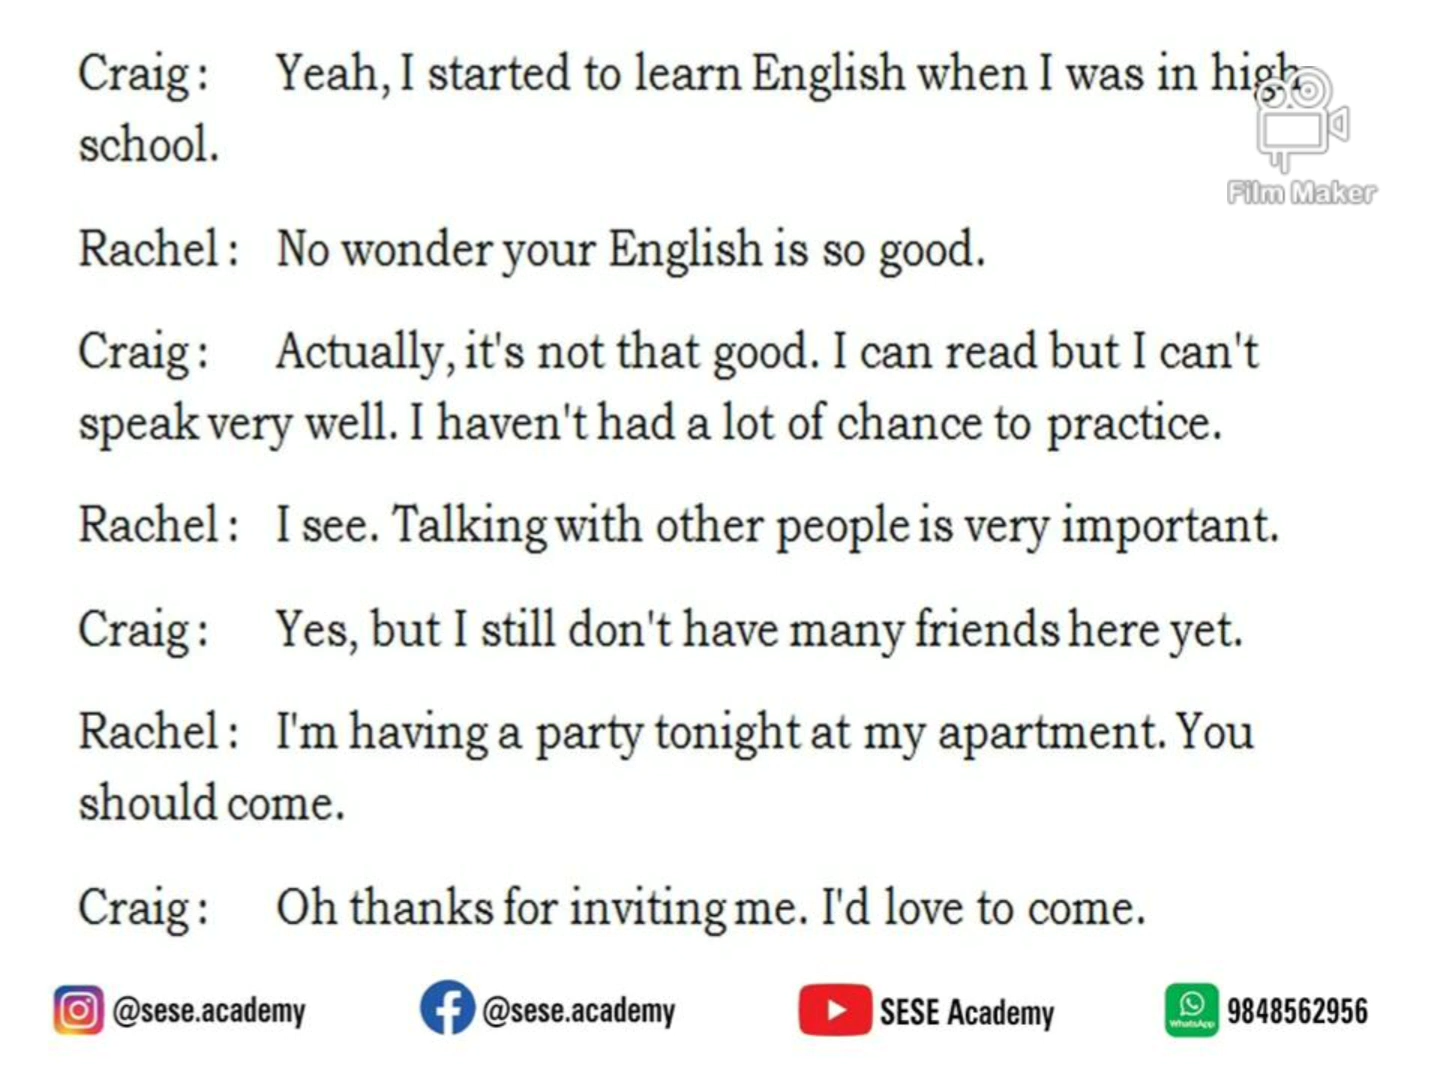 Craig: Yeah, I started to learn English when I was in high
school.
Film Maker
Rachel: No wonder your English is so good.
Craig: Actually, it's not that good. I can read but I can't
speak very well. I haven't had a lot of chance to practice.
Rachel: I see. Talking with other people is very important.
Craig: Yes, but I still don't have many friends here yet.
Rachel: I'm having a party tonight at my apartment. You
should come.
Craig: Oh thanks for inviting me. I'd love to come.
@sese.academy @sese.academy SESE Academy WhatsApp 9848562956